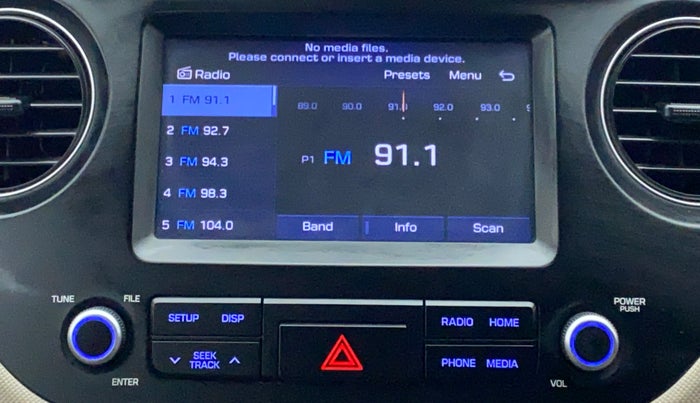 No media files.
Please connect or insert a media device.
Radio Presets Menu
1 FM 91.1
89.0 90.0 91.0 92.0 93.0
2 FM 92.7
3 FM 94.3
P1 FM 91.1
4 FM 98.3
5 FM 104.0
Band Info Scan
TUNE FILE
ENTER
SETUP DISP
SEEK
TRACK
RADIO HOME
PHONE MEDIA
POWER
PUSH
VOL